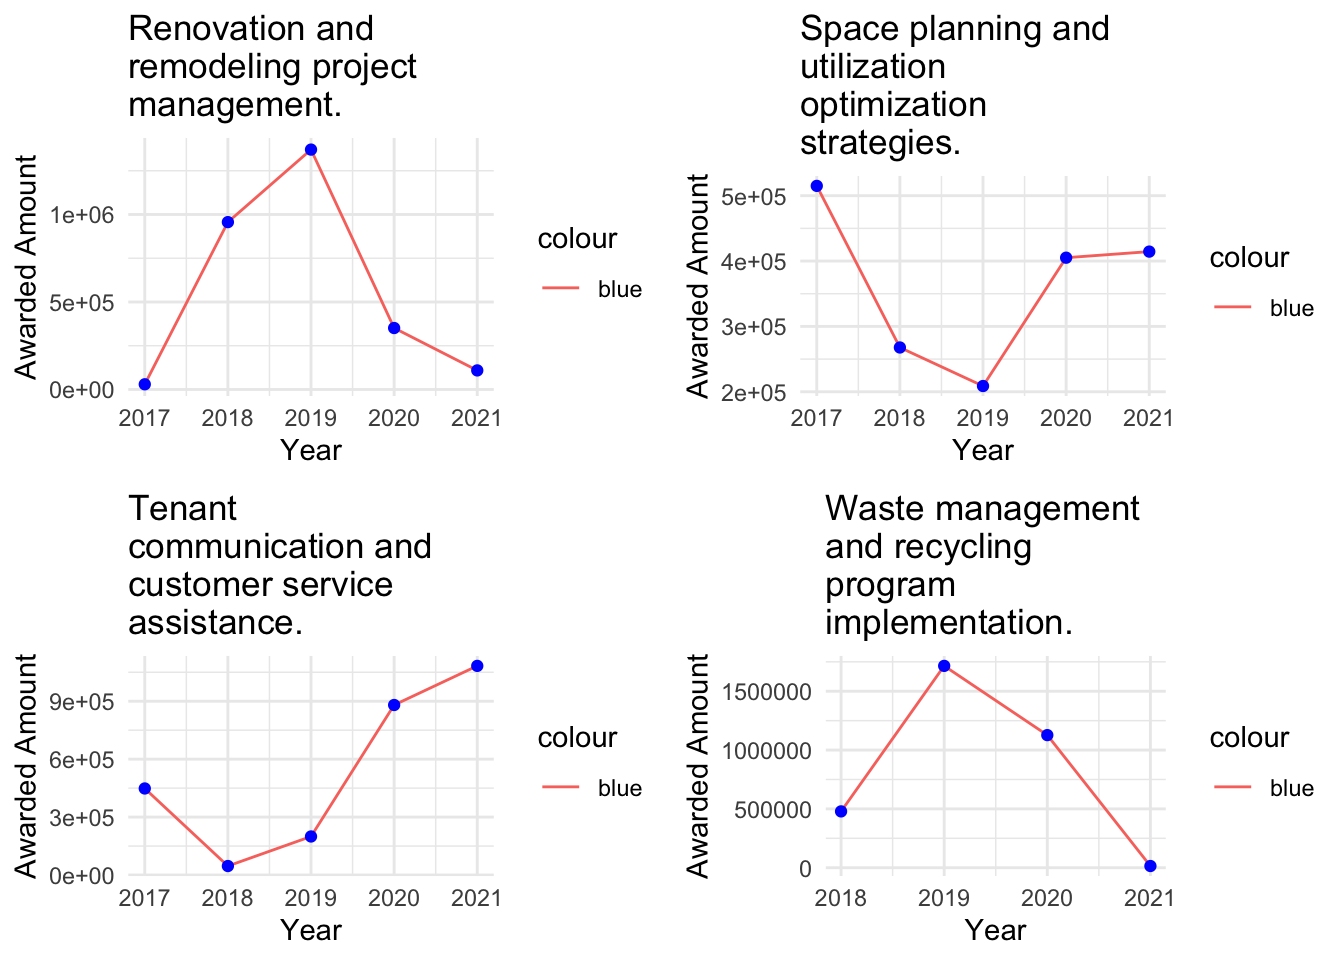 Renovation and
remodeling project
management.
Awarded Amount
1e+06
5e+05
0e+00
2017 2018 2019 2020 2021
Year
colour
blue
Space planning and
utilization
optimization
strategies.
Awarded Amount
5e+05
4e+05
3e+05
2e+05
2017 2018 2019 2020 2021
Year
colour
blue
Tenant
communication and
customer service
assistance.
Awarded Amount
9e+05
6e+05
3e+05
0e+00
2017 2018 2019 2020 2021
Year
colour
blue
Waste management
and recycling
program
implementation.
Awarded Amount
1500000
1000000
500000
0
2018 2019 2020 2021
Year
colour
blue